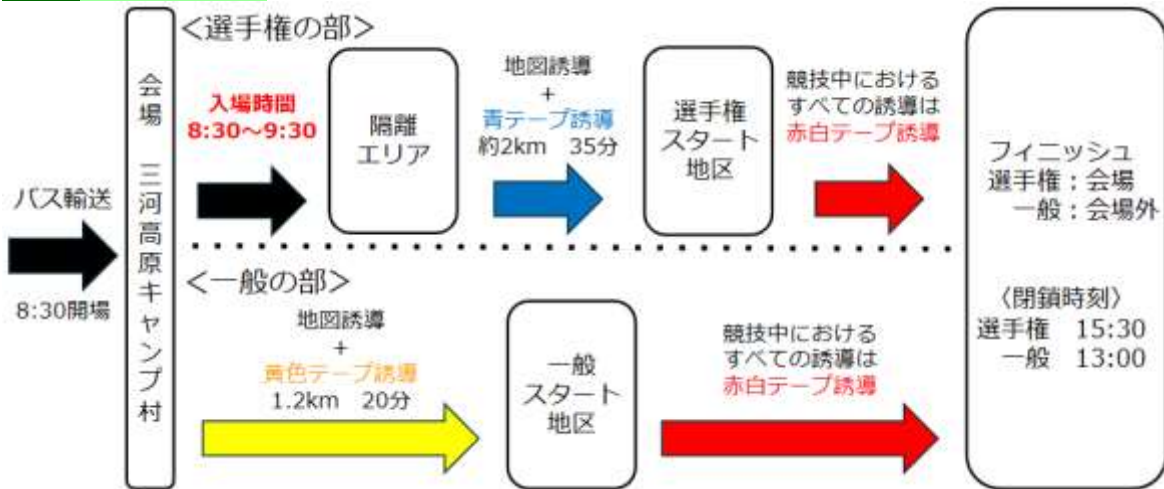 バス輸送
8:30開場
会場 三河高原キャンプ村
＜選手権の部＞
入場時間
8:30～9:30
隔離
エリア
地図誘導
+
青テープ誘導
約2km 35分
選手権
スタート
地区
競技中における
すべての誘導は
赤白テープ誘導
＜一般の部＞
地図誘導
+
黄色テープ誘導
1.2km 20分
一般
スタート
地区
競技中における
すべての誘導は
赤白テープ誘導
フィニッシュ
選手権：会場
一般：会場外
〈閉鎖時刻〉
選手権 15:30
一般 13:00